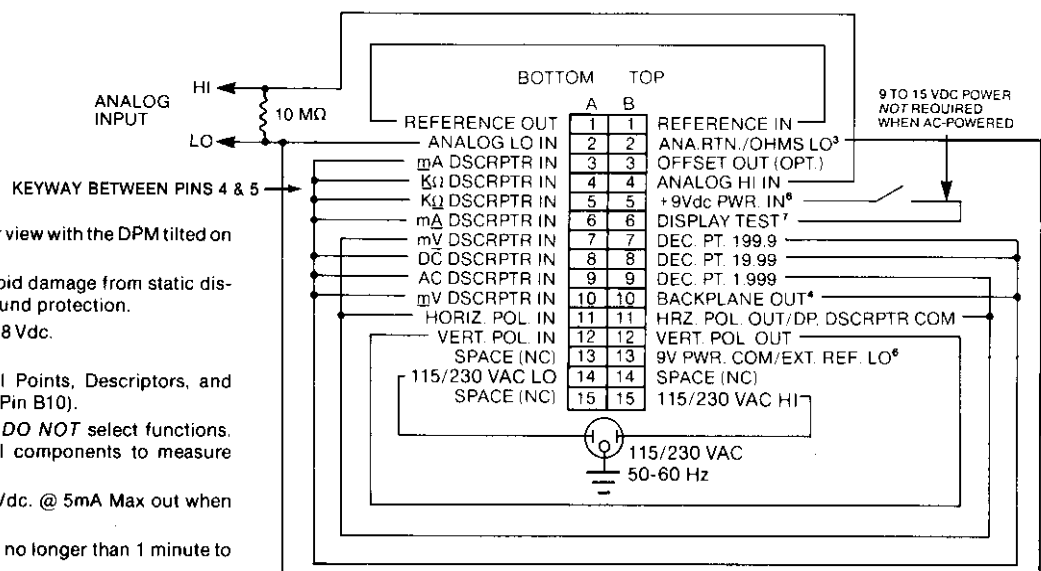 HI
ANALOG INPUT
10 MΩ
LO
KEYWAY BETWEEN PINS 4 & 5
BOTTOM TOP
A B
REFERENCE OUT 1 1 REFERENCE IN
ANALOG LO IN 2 2 ANA.RTN./OHMS LO³
mA DSCRPTR IN 3 3 OFFSET OUT (OPT.)
KΩ DSCRPTR IN 4 4 ANALOG HI IN
KΩ DSCRPTR IN 5 5 +9Vdc PWR. IN⁶
mA DSCRPTR IN 6 6 DISPLAY TEST⁷
mV DSCRPTR IN 7 7 DEC. PT. 199.9
DC DSCRPTR IN 8 8 DEC. PT. 19.99
AC DSCRPTR IN 9 9 DEC. PT. 1.999
mV DSCRPTR IN 10 10 BACKPLANE OUT⁴
HORIZ. POL. IN 11 11 HRZ. POL. OUT/DP. DSCRPTR COM
VERT. POL. IN 12 12 VERT. POL. OUT
SPACE (NC) 13 13 9V PWR. COM/EXT. REF. LO⁶
115/230 VAC LO 14 14 SPACE (NC)
SPACE (NC) 15 15 115/230 VAC HI
115/230 VAC
50-60 Hz
9 TO 15 VDC POWER
NOT REQUIRED
WHEN AC-POWERED
view with the DPM tilted on
oid damage from static dis-
und protection.
8 Vdc.
l Points, Descriptors, and
Pin B10).
DO NOT select functions.
l components to measure
Vdc. @ 5mA Max out when
no longer than 1 minute to